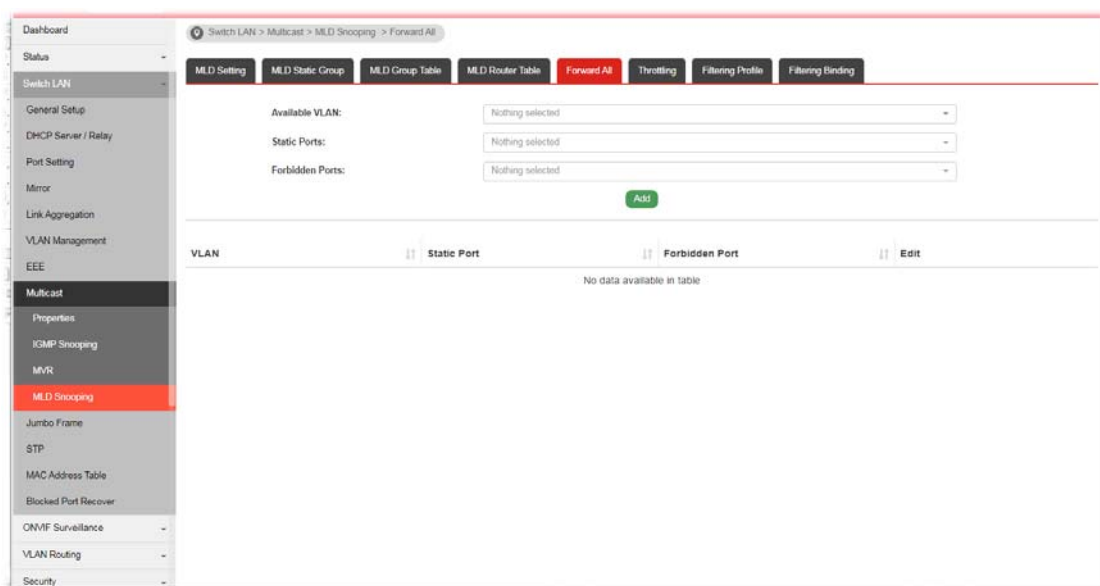 Dashboard
Status
Switch LAN
General Setup
DHCP Server / Relay
Port Setting
Mirror
Link Aggregation
VLAN Management
EEE
Multicast
Properties
IGMP Snooping
MVR
MLD Snooping
Jumbo Frame
STP
MAC Address Table
Blocked Port Recover
ONVIF Surveillance
VLAN Routing
Security
Switch LAN > Multicast > MLD Snooping > Forward All
MLD Setting MLD Static Group MLD Group Table MLD Router Table Forward All Throttling Filtering Profile Filtering Binding
Available VLAN: Nothing selected
Static Ports: Nothing selected
Forbidden Ports: Nothing selected
Add
VLAN Static Port Forbidden Port Edit
No data available in table